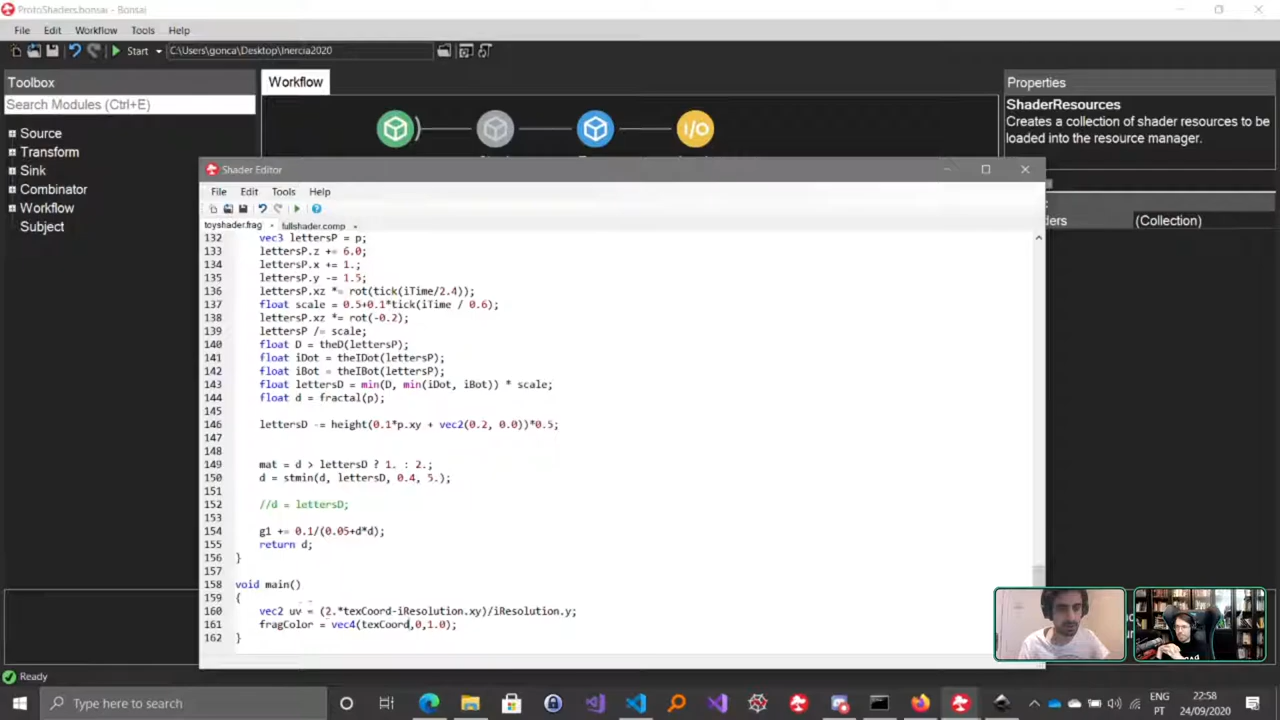 ProtoShaders.bonsai - Bonsai
File Edit Workflow Tools Help
Start C:\Users\gonca\Desktop\Inercia2020
Toolbox
Workflow
Properties
Search Modules (Ctrl+E)
ShaderResources
Creates a collection of shader resources to be
loaded into the resource manager.
Source
Transform
Sink
Combinator
Workflow
Subject
I/O
ders (Collection)
Shader Editor
File Edit Tools Help
toyshader.frag fullshader.comp
132 vec3 lettersP = p;
133 lettersP.z += 6.0;
134 lettersP.x += 1.;
135 lettersP.y -= 1.5;
136 lettersP.xz *= rot(tick(iTime/2.4));
137 float scale = 0.5+0.1*tick(iTime / 0.6);
138 lettersP.xz *= rot(-0.2);
139 lettersP /= scale;
140 float D = theD(lettersP);
141 float iDot = theIDot(lettersP);
142 float iBot = theIBot(lettersP);
143 float lettersD = min(D, min(iDot, iBot)) * scale;
144 float d = fractal(p);
145
146 lettersD -= height(0.1*p.xy + vec2(0.2, 0.0))*0.5;
147
148
149 mat = d > lettersD ? 1. : 2.;
150 d = stmin(d, lettersD, 0.4, 5.);
151
152 //d = lettersD;
153
154 g1 += 0.1/(0.05+d*d);
155 return d;
156 }
157
158 void main()
159 {
160 vec2 uv = (2.*texCoord-iResolution.xy)/iResolution.y;
161 fragColor = vec4(texCoord,0,1.0);
162 }
Ready
Type here to search
ENG
PT
22:58
24/09/2020